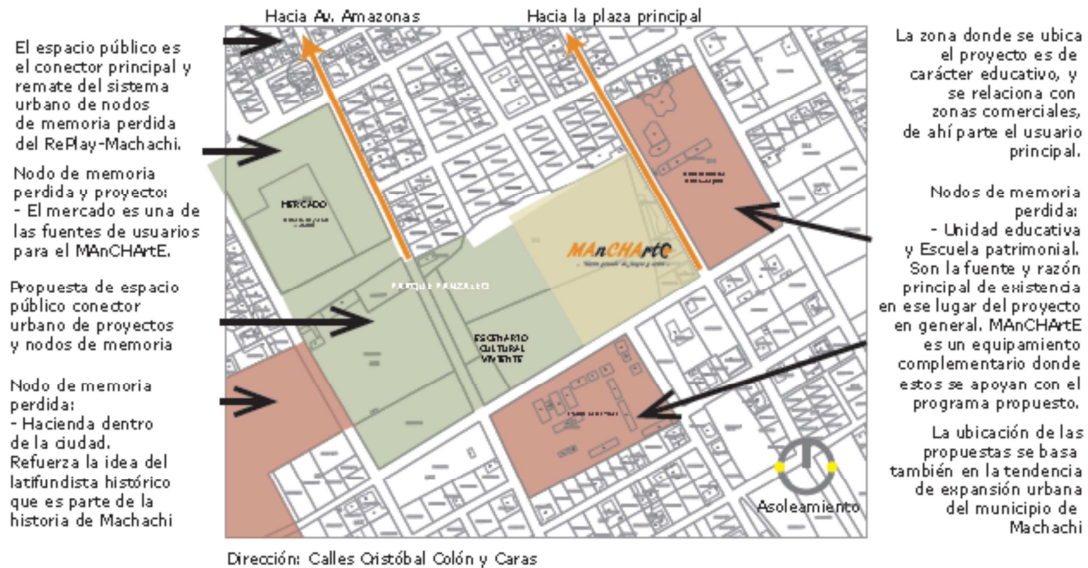 Hacia Av. Amazonas
Hacia la plaza principal
El espacio público es
el conector principal y
remate del sistema
urbano de nodos
de memoria perdida
del RePlay-Machachi.
Nodo de memoria
perdida y proyecto:
- El mercado es una de
las fuentes de usuarios
para el MAnCHArtE.
Propuesta de espacio
público conector
urbano de proyectos
y nodos de memoria
Nodo de memoria
perdida:
- Hacienda dentro
de la ciudad.
Refuerza la idea del
latifundista histórico
que es parte de la
historia de Machachi
MERCADO
MAnCHArtE
PARQUE PANZALEO
ESCENARIO
CULTURAL
VIVIENTE
La zona donde se ubica
el proyecto es de
carácter educativo, y
se relaciona con
zonas comerciales,
de ahí parte el usuario
principal.
Nodos de memoria
perdida:
- Unidad educativa
y Escuela patrimonial.
Son la fuente y razón
principal de existencia
en ese lugar del proyecto
en general. MAnCHArtE
es un equipamiento
complementario donde
estos se apoyan con el
programa propuesto.
La ubicación de las
propuestas se basa
también en la tendencia
de expansión urbana
del municipio de
Machachi
Asoleamiento
Dirección: Calles Cristóbal Colón y Caras